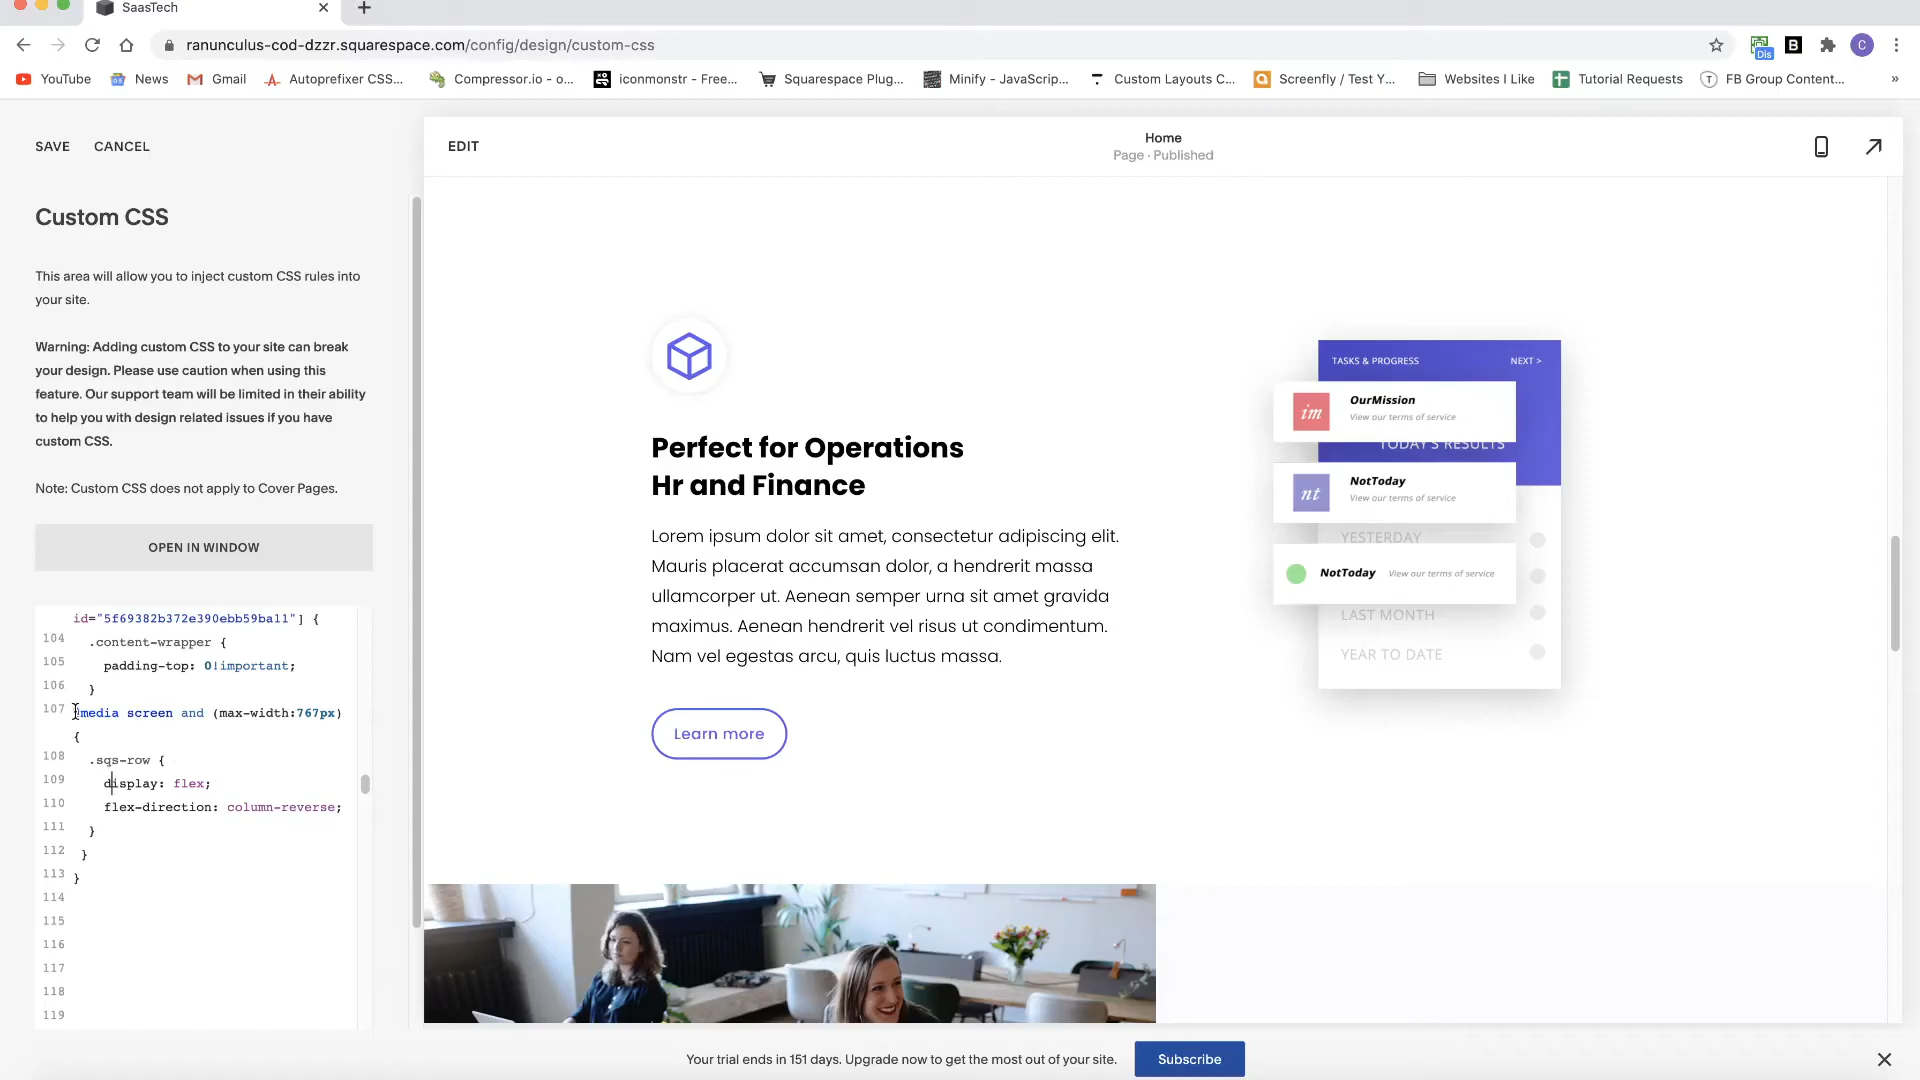 SaasTech
ranunculus-cod-dzzr.squarespace.com/config/design/custom-css
Dis
B
C
YouTube
News
Gmail
Autoprefixer CSS...
Compressor.io - o...
iconmonstr - Free...
Squarespace Plug...
Minify - JavaScrip...
Custom Layouts C...
Screenfly / Test Y...
Websites I Like
Tutorial Requests
FB Group Content...
»
SAVE
CANCEL
EDIT
Home
Page · Published
Custom CSS
This area will allow you to inject custom CSS rules into
your site.
Warning: Adding custom CSS to your site can break
your design. Please use caution when using this
feature. Our support team will be limited in their ability
to help you with design related issues if you have
custom CSS.
Note: Custom CSS does not apply to Cover Pages.
OPEN IN WINDOW
id="5f69382b372e390ebb59ba11"] {
104 .content-wrapper {
105 padding-top: 0!important;
106 }
107 @media screen and (max-width:767px)
{
108 .sqs-row {
109 display: flex;
110 flex-direction: column-reverse;
111 }
112 }
113 }
114
115
116
117
118
119
Perfect for Operations
Hr and Finance
Lorem ipsum dolor sit amet, consectetur adipiscing elit.
Mauris placerat accumsan dolor, a hendrerit massa
ullamcorper ut. Aenean semper urna sit amet gravida
maximus. Aenean hendrerit vel risus ut condimentum.
Nam vel egestas arcu, quis luctus massa.
Learn more
TASKS & PROGRESS
NEXT >
im
OurMission
View our terms of service
TODAY'S RESULTS
nt
NotToday
View our terms of service
YESTERDAY
NotToday
View our terms of service
LAST MONTH
YEAR TO DATE
Your trial ends in 151 days. Upgrade now to get the most out of your site.
Subscribe